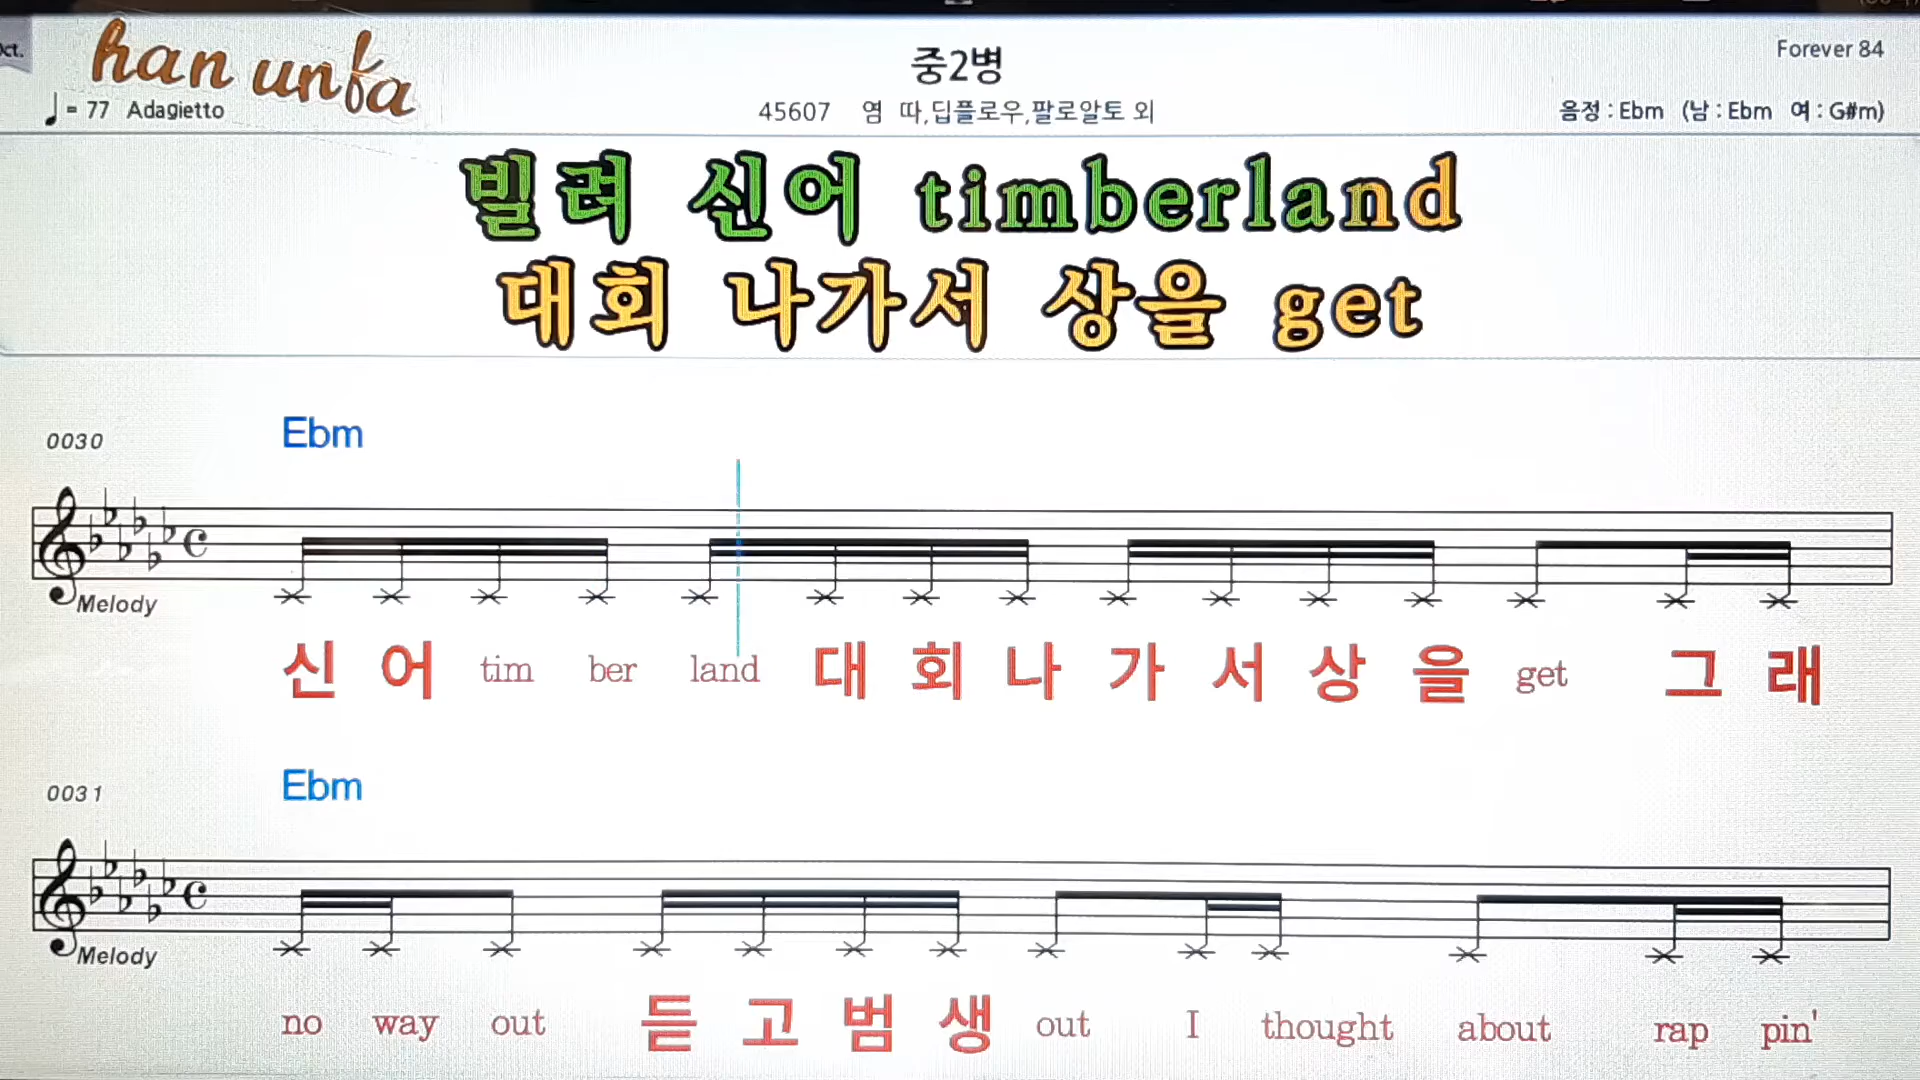 ct.
han unfa
중2병
Forever 84
♩ = 77 Adagietto
45607 염 따,딥플로우,팔로알토 외
음정 : Ebm (남 : Ebm 여 : G#m)
빌려 신어 timberland
대회 나가서 상을 get
0030
Ebm
Melody
신 어 tim ber land 대 회 나 가 서 상 을 get 그 래
0031
Ebm
Melody
no way out 듣 고 범 생 out I thought about rap pin'